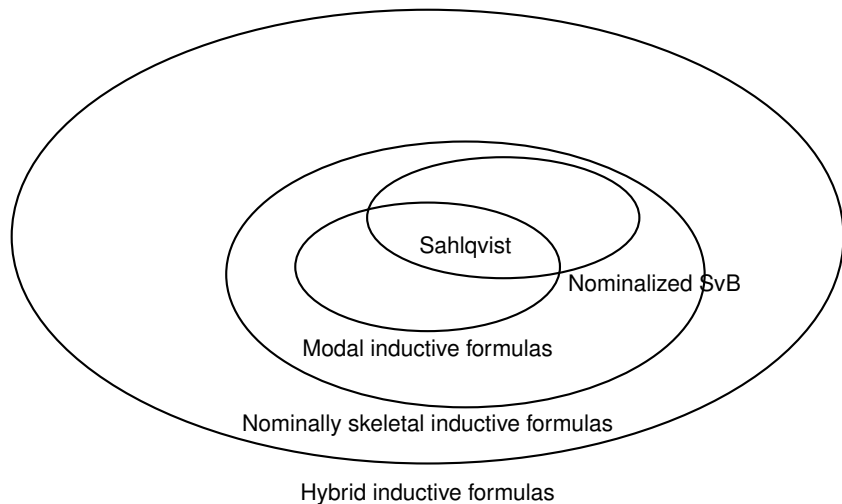 Sahlqvist
Nominalized SvB
Modal inductive formulas
Nominally skeletal inductive formulas
Hybrid inductive formulas